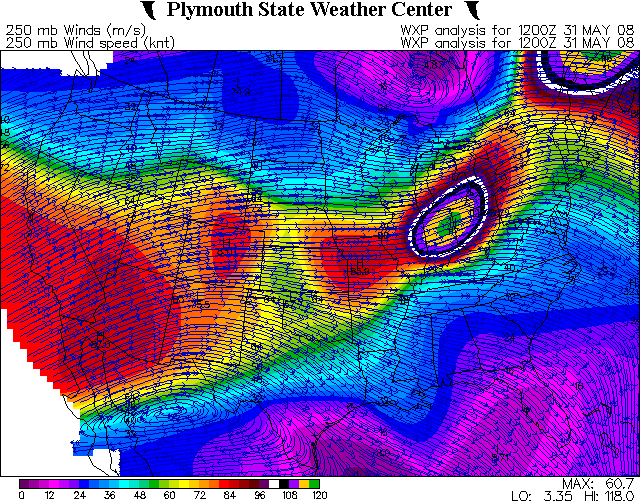 Plymouth State Weather Center
250 mb Winds (m/s) WXP analysis for 1200Z 31 MAY 08
250 mb Wind speed (knt) WXP analysis for 1200Z 31 MAY 08
0 12 24 36 48 60 72 84 96 108 120
MAX: 60.7
LO: 3.35 HI: 118.0